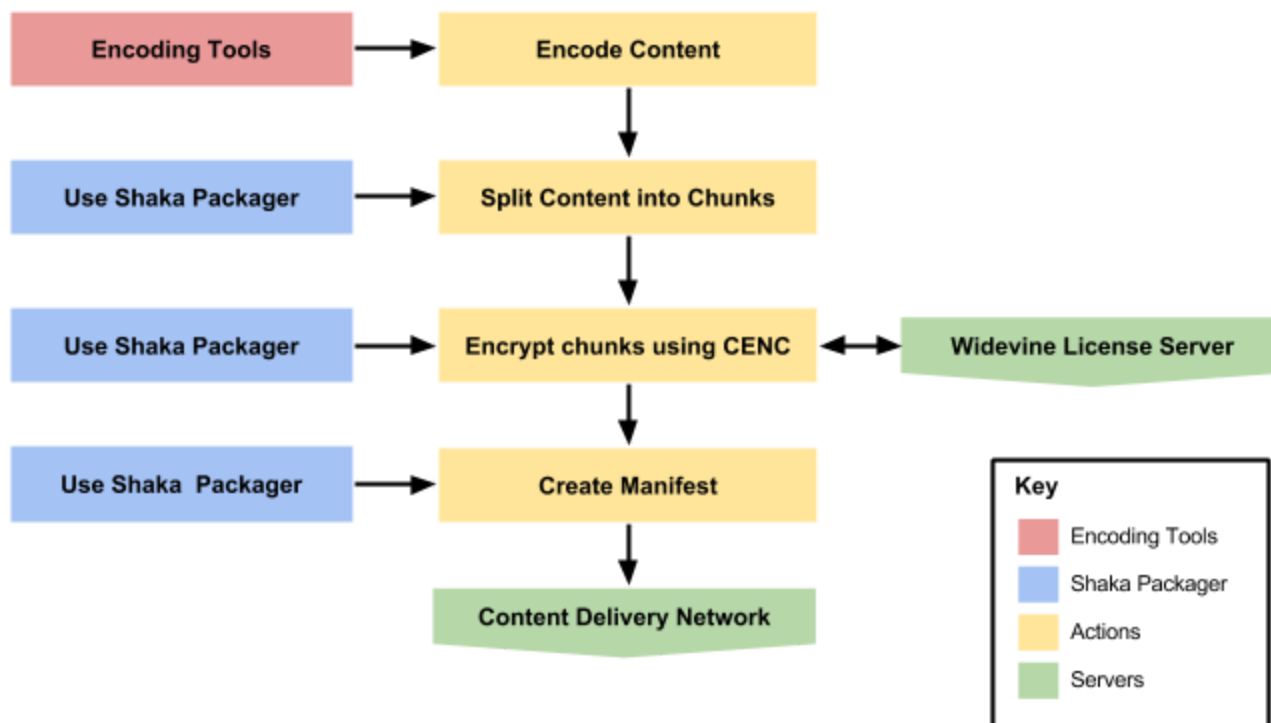 Encoding Tools
Encode Content
Use Shaka Packager
Split Content into Chunks
Use Shaka Packager
Encrypt chunks using CENC
Widevine License Server
Use Shaka  Packager
Create Manifest
Content Delivery Network
Key
Encoding Tools
Shaka Packager
Actions
Servers